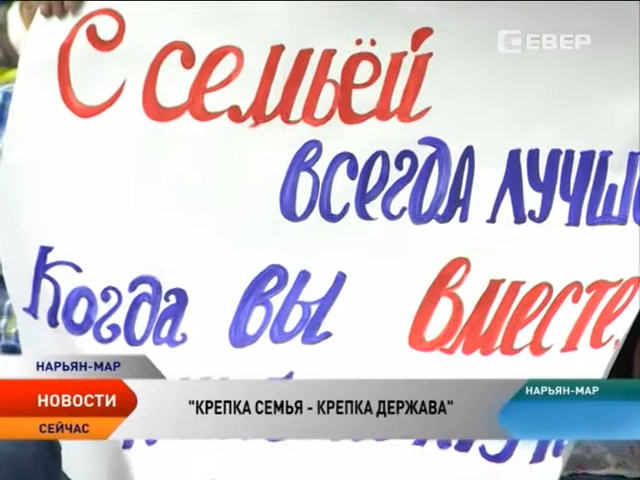 СЕВЕР
С семьёй
всегда лучше
Когда вы вместе,
НАРЬЯН-МАР
НОВОСТИ
СЕЙЧАС
"КРЕПКА СЕМЬЯ - КРЕПКА ДЕРЖАВА"
НАРЬЯН-МАР